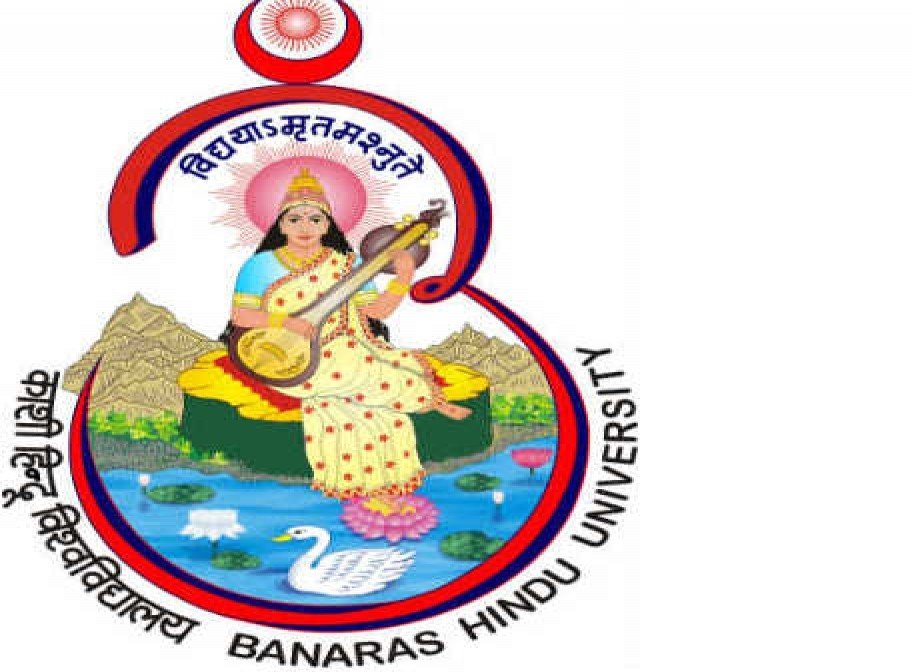 विद्ययाऽमृतमश्नुते
काशी हिन्दू विश्वविद्यालय
BANARAS HINDU UNIVERSITY